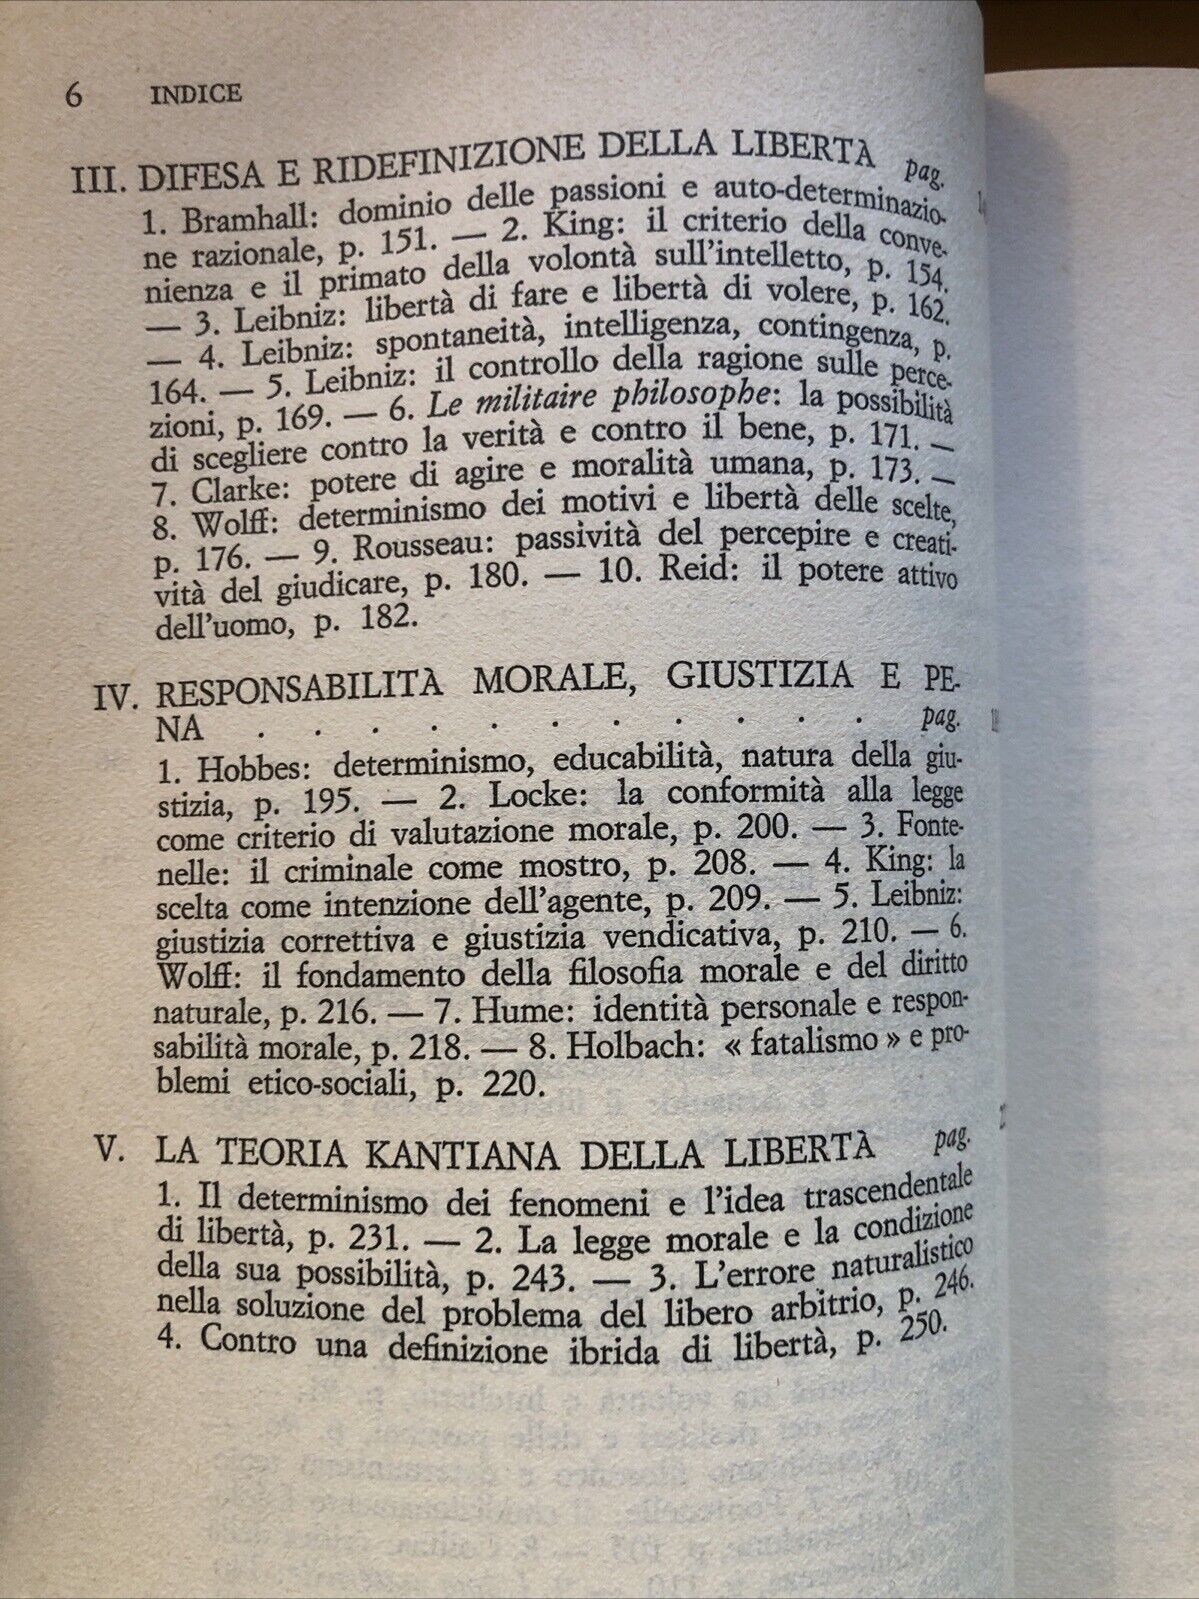 6 INDICE
III. DIFESA E RIDEFINIZIONE DELLA LIBERTÀ pag.
1. Bramhall: dominio delle passioni e auto-determinazio-
ne razionale, p. 151. — 2. King: il criterio della conve-
nienza e il primato della volontà sull'intelletto, p. 154.
— 3. Leibniz: libertà di fare e libertà di volere, p. 162.
— 4. Leibniz: spontaneità, intelligenza, contingenza, p.
164. — 5. Leibniz: il controllo della ragione sulle perce-
zioni, p. 169. — 6. Le militaire philosophe: la possibilità
di scegliere contro la verità e contro il bene, p. 171. —
7. Clarke: potere di agire e moralità umana, p. 173. —
8. Wolff: determinismo dei motivi e libertà delle scelte,
p. 176. — 9. Rousseau: passività del percepire e creati-
vità del giudicare, p. 180. — 10. Reid: il potere attivo
dell'uomo, p. 182.
IV. RESPONSABILITÀ MORALE, GIUSTIZIA E PE-
NA . . . . . . . . . . . pag.
1. Hobbes: determinismo, educabilità, natura della giu-
stizia, p. 195. — 2. Locke: la conformità alla legge
come criterio di valutazione morale, p. 200. — 3. Fonte-
nelle: il criminale come mostro, p. 208. — 4. King: la
scelta come intenzione dell'agente, p. 209. — 5. Leibniz:
giustizia correttiva e giustizia vendicativa, p. 210. — 6.
Wolff: il fondamento della filosofia morale e del diritto
naturale, p. 216. — 7. Hume: identità personale e respon-
sabilità morale, p. 218. — 8. Holbach: « fatalismo » e pro-
blemi etico-sociali, p. 220.
V. LA TEORIA KANTIANA DELLA LIBERTÀ pag.
1. Il determinismo dei fenomeni e l'idea trascendentale
di libertà, p. 231. — 2. La legge morale e la condizione
della sua possibilità, p. 243. — 3. L'errore naturalistico
nella soluzione del problema del libero arbitrio, p. 246.
4. Contro una definizione ibrida di libertà, p. 250.